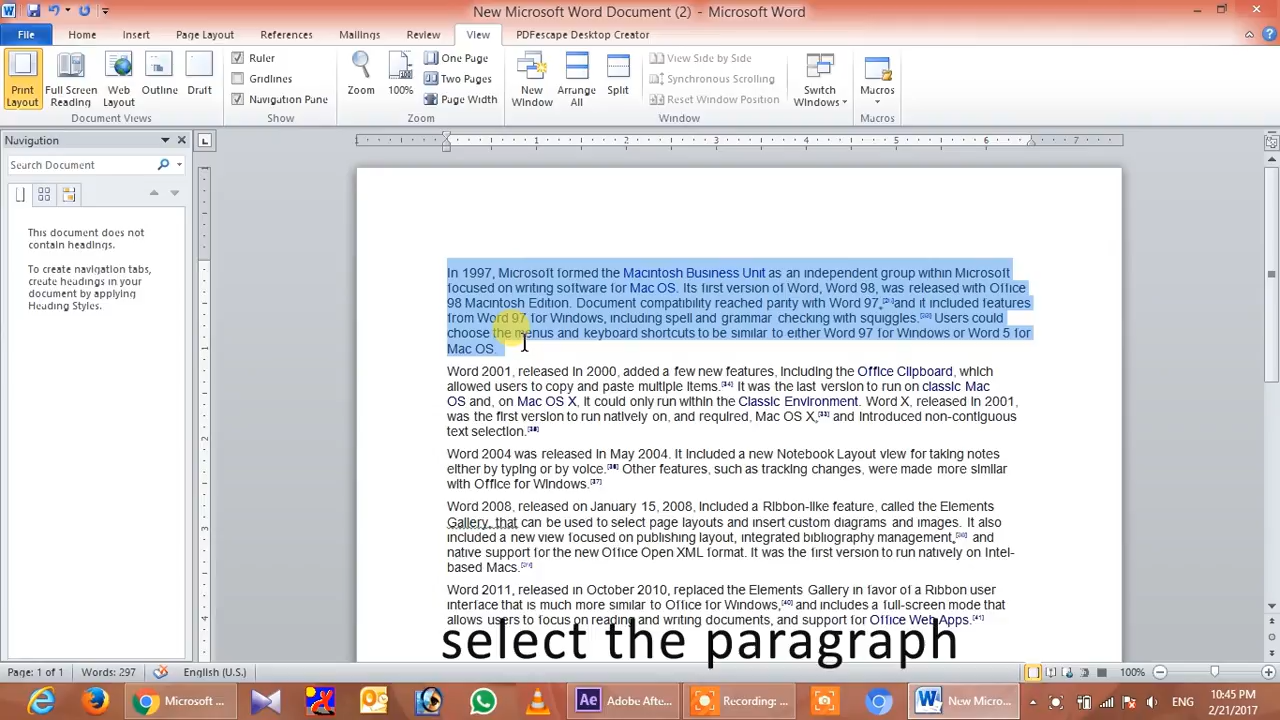 New Microsoft Word Document (2) - Microsoft Word
File Home Insert Page Layout References Mailings Review View PDFescape Desktop Creator
Print Layout
Full Screen Reading
Web Layout
Outline
Draft
Document Views
Ruler
Gridlines
Navigation Pane
Show
Zoom
100%
One Page
Two Pages
Page Width
Zoom
New Window
Arrange All
Split
View Side by Side
Synchronous Scrolling
Reset Window Position
Window
Switch Windows
Macros
Macros
Navigation
Search Document
This document does not
contain headings.
To create navigation tabs,
create headings in your
document by applying
Heading Styles.
1 2 3 4 5 6 7
In 1997, Microsoft formed the Macintosh Business Unit as an independent group within Microsoft
focused on writing software for Mac OS. Its first version of Word, Word 98, was released with Office
98 Macintosh Edition. Document compatibility reached parity with Word 97, and it included features
from Word 97 for Windows, including spell and grammar checking with squiggles. Users could
choose the menus and keyboard shortcuts to be similar to either Word 97 for Windows or Word 5 for
Mac OS.
Word 2001, released in 2000, added a few new features, including the Office Clipboard, which
allowed users to copy and paste multiple items. It was the last version to run on classic Mac
OS and, on Mac OS X, it could only run within the Classic Environment. Word X, released in 2001,
was the first version to run natively on, and required, Mac OS X, and introduced non-contiguous
text selection.
Word 2004 was released in May 2004. It included a new Notebook Layout view for taking notes
either by typing or by voice. Other features, such as tracking changes, were made more similar
with Office for Windows.[37]
Word 2008, released on January 15, 2008, included a Ribbon-like feature, called the Elements
Gallery, that can be used to select page layouts and insert custom diagrams and images. It also
included a new view focused on publishing layout, integrated bibliography management, and
native support for the new Office Open XML format. It was the first version to run natively on Intel-
based Macs.
Word 2011, released in October 2010, replaced the Elements Gallery in favor of a Ribbon user
interface that is much more similar to Office for Windows,[40] and includes a full-screen mode that
allows users to focus on reading and writing documents, and support for Office Web Apps.[41]
select the paragraph
Page: 1 of 1 Words: 297 English (U.S.) 100%
Microsoft ... Adobe Afte... Recording: ... New Micro... ENG
10:45 PM
2/21/2017